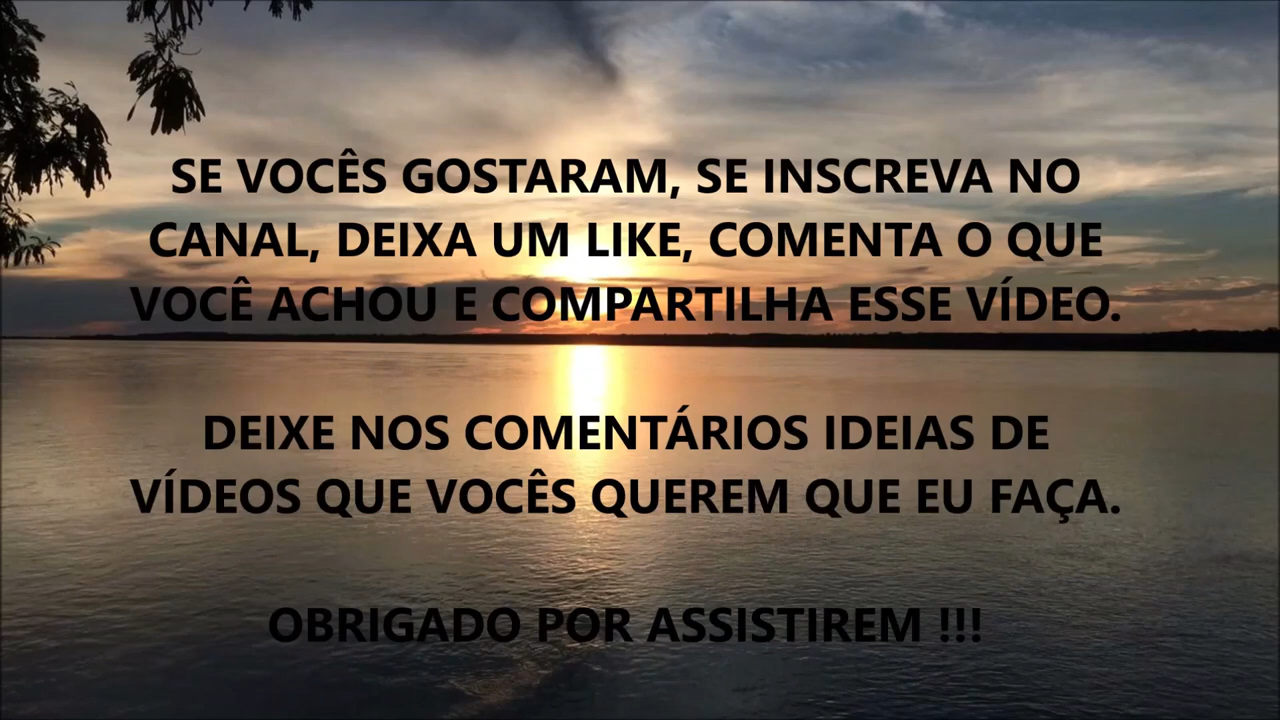 SE VOCÊS GOSTARAM, SE INSCREVA NO
CANAL, DEIXA UM LIKE, COMENTA O QUE
VOCÊ ACHOU E COMPARTILHA ESSE VÍDEO.
DEIXE NOS COMENTÁRIOS IDEIAS DE
VÍDEOS QUE VOCÊS QUEREM QUE EU FAÇA.
OBRIGADO POR ASSISTIREM !!!